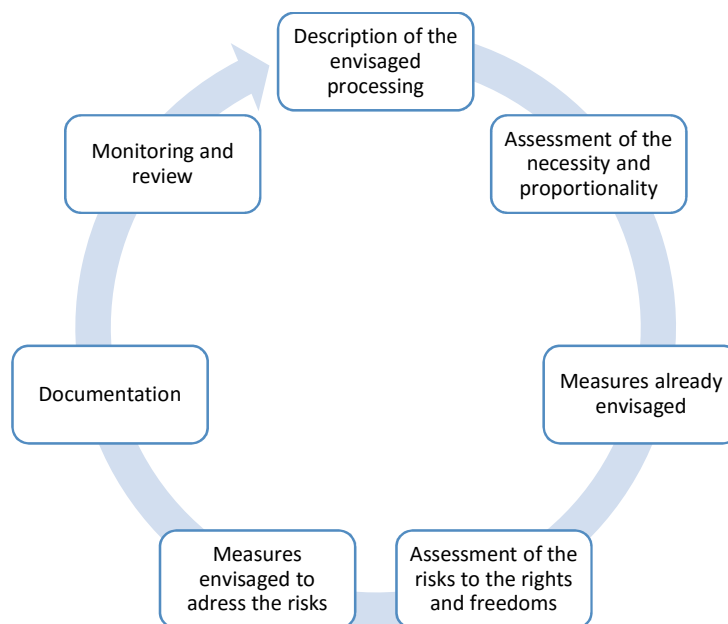 Description of the
envisaged
processing
Assessment of the
necessity and
proportionality
Measures already
envisaged
Assessment of the
risks to the rights
and freedoms
Measures
envisaged to
adress the risks
Documentation
Monitoring and
review